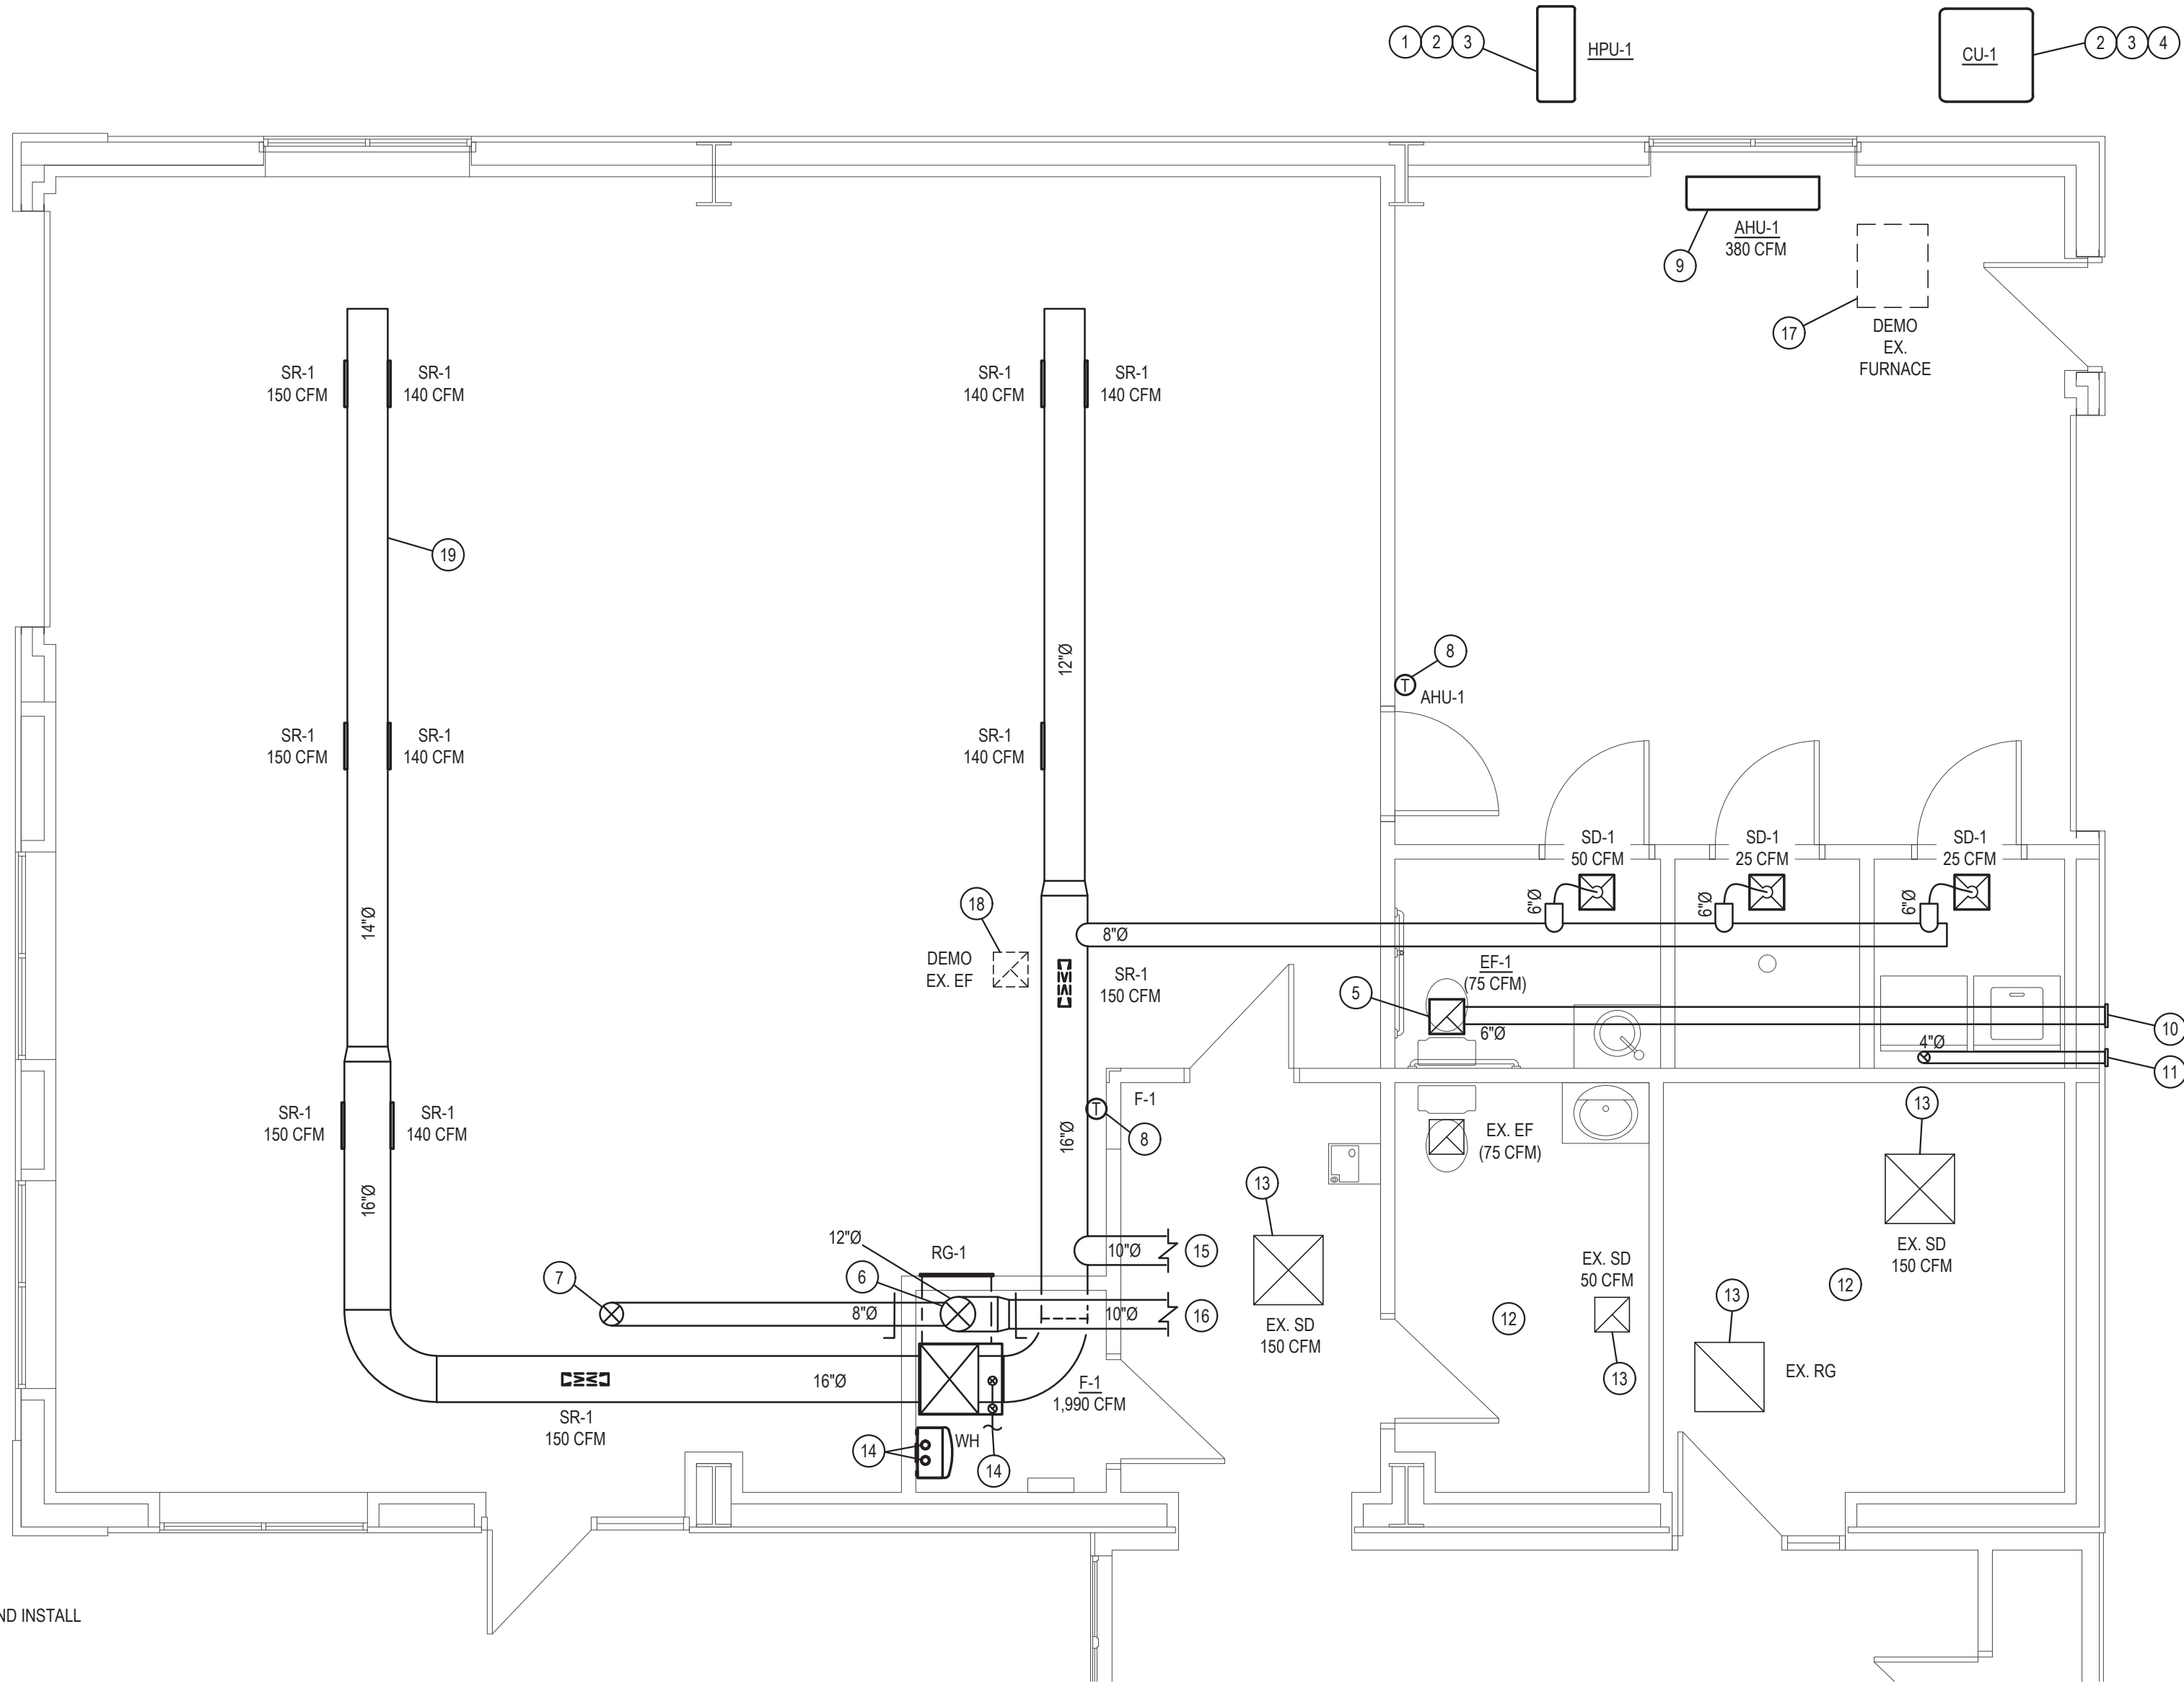 1 2 3
HPU-1
CU-1
2 3 4
AHU-1
380 CFM
9
17
DEMO
EX.
FURNACE
SR-1
150 CFM
SR-1
140 CFM
SR-1
140 CFM
SR-1
140 CFM
19
12"Ø
8
T
AHU-1
SR-1
150 CFM
SR-1
140 CFM
SR-1
140 CFM
SD-1
50 CFM
SD-1
25 CFM
SD-1
25 CFM
6"Ø
6"Ø
6"Ø
18
14"Ø
8"Ø
DEMO
EX. EF
SR-1
150 CFM
EF-1
(75 CFM)
5
6"Ø
10
4"Ø
11
SR-1
150 CFM
SR-1
140 CFM
T
F-1
8
16"Ø
EX. EF
(75 CFM)
13
13
16"Ø
12"Ø
RG-1
10"Ø
15
EX. SD
150 CFM
EX. SD
50 CFM
12
7
6
8"Ø
10"Ø
16
EX. SD
150 CFM
12
13
13
EX. RG
16"Ø
F-1
1,990 CFM
SR-1
150 CFM
14
WH
14
ND INSTALL